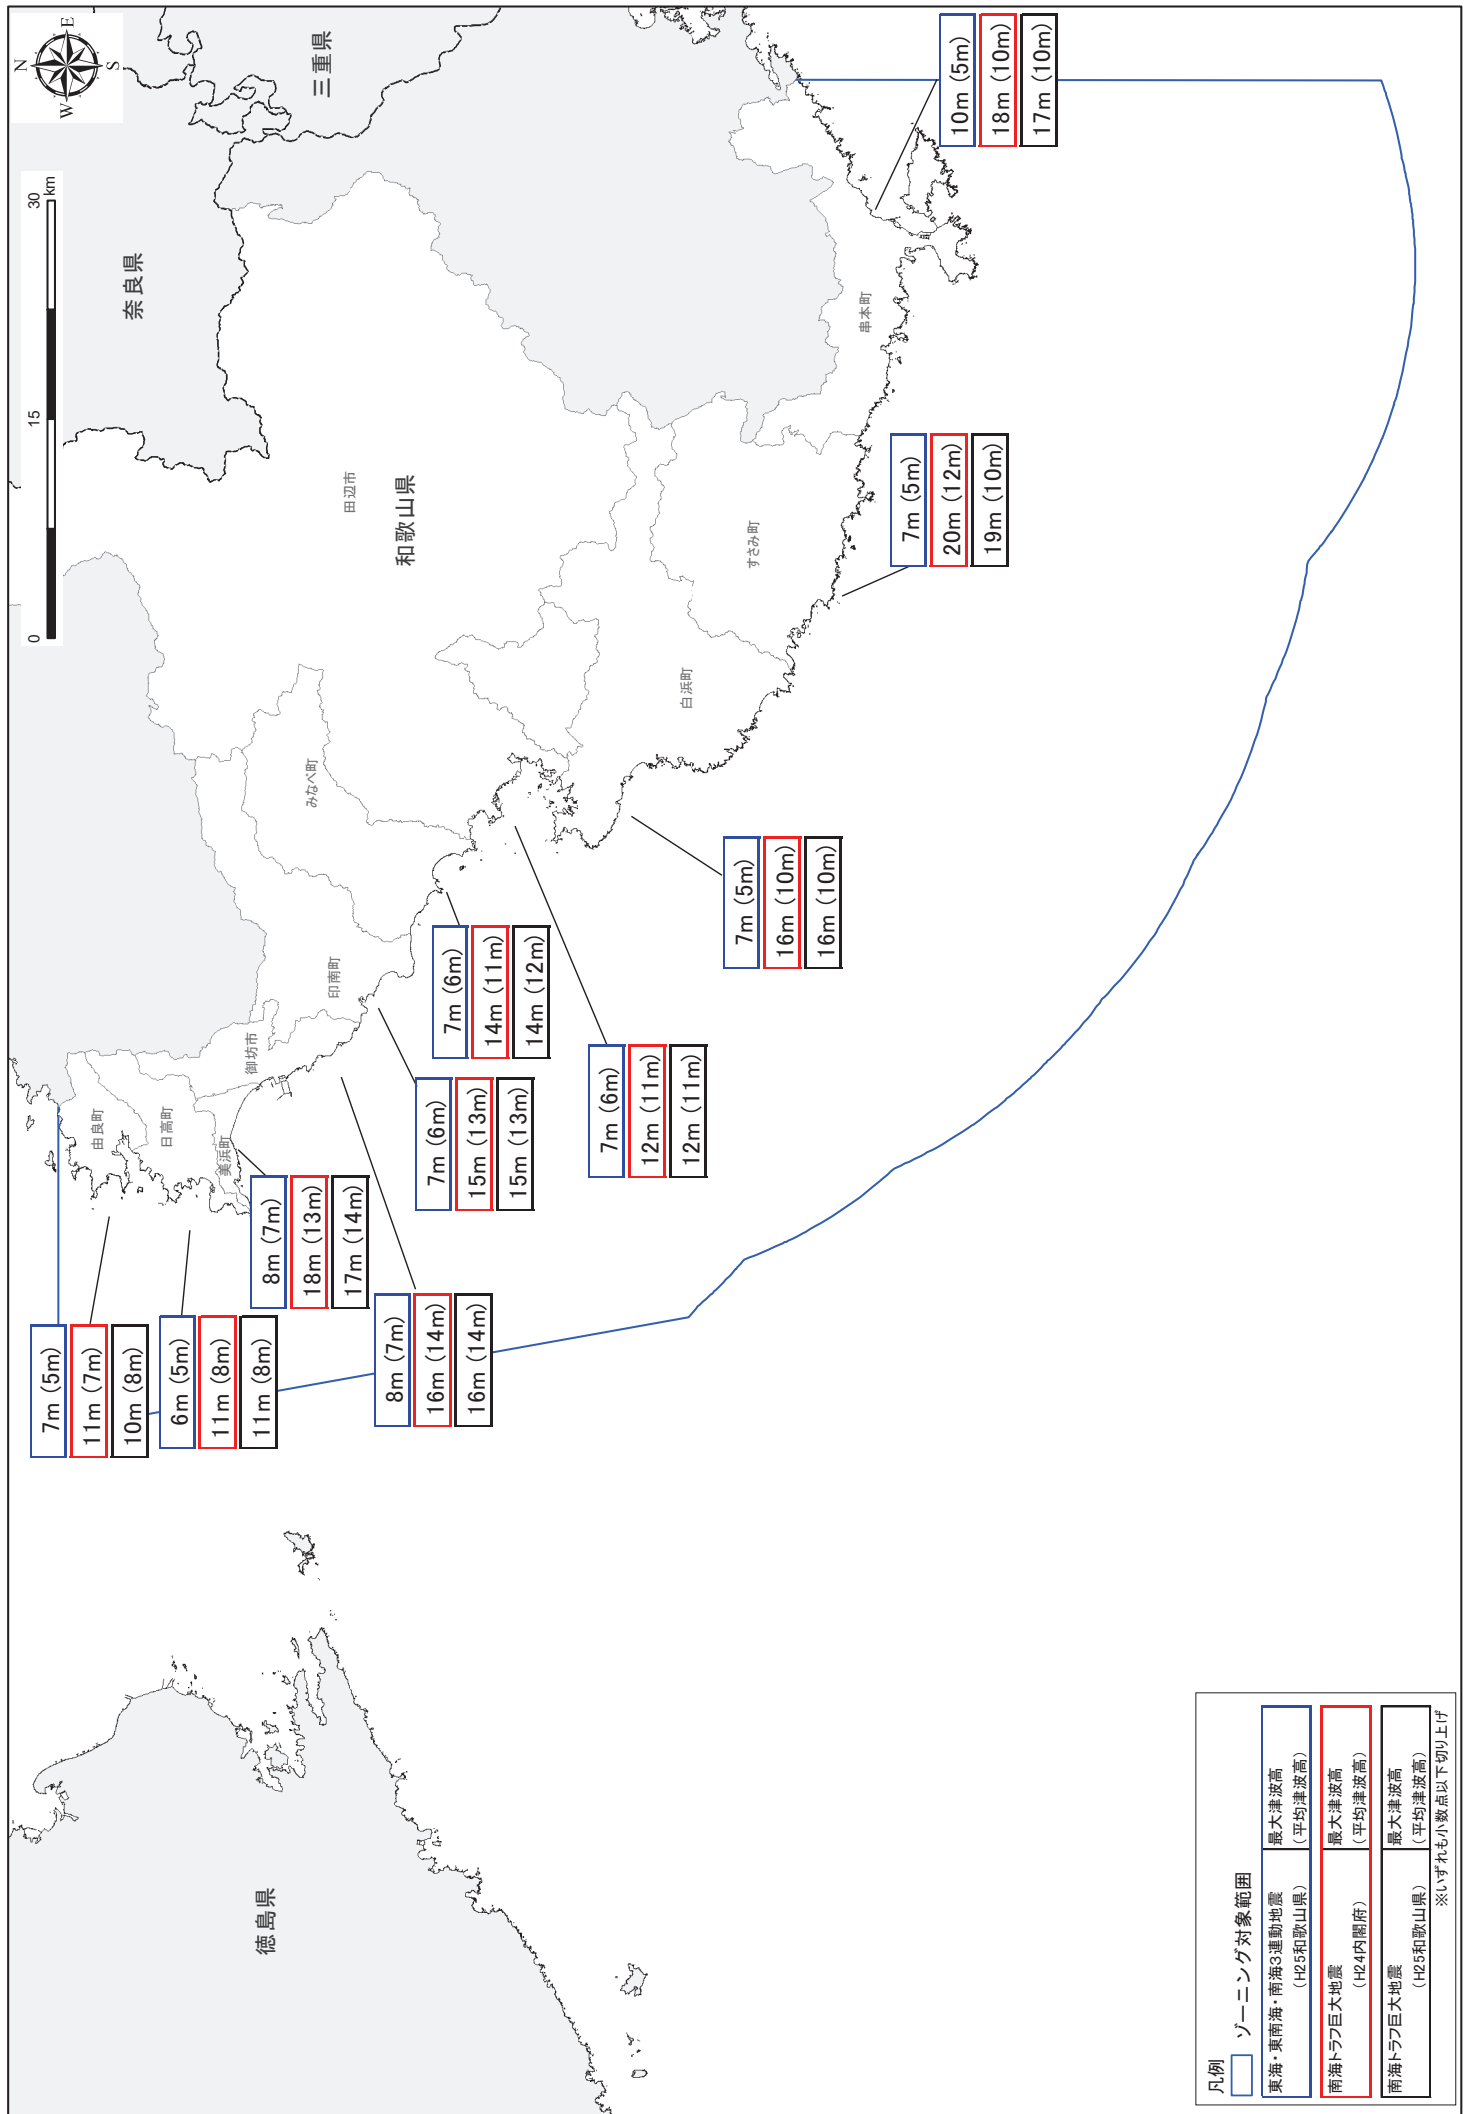 N
E
S
W
0
15
30
km
三重県
奈良県
和歌山県
徳島県
田辺市
みなべ町
印南町
御坊市
由良町
日高町
美浜町
白浜町
すさみ町
串本町
7m (5m)
11m (7m)
10m (8m)
6m (5m)
11m (8m)
11m (8m)
8m (7m)
18m (13m)
17m (14m)
8m (7m)
16m (14m)
16m (14m)
7m (6m)
15m (13m)
15m (13m)
7m (6m)
14m (11m)
14m (12m)
7m (6m)
12m (11m)
12m (11m)
7m (5m)
16m (10m)
16m (10m)
7m (5m)
20m (12m)
19m (10m)
10m (5m)
18m (10m)
17m (10m)
凡例
ゾーニング対象範囲
東海・東南海・南海3連動地震
(H25和歌山県)
最大津波高
(平均津波高)
南海トラフ巨大地震
(H24内閣府)
最大津波高
(平均津波高)
南海トラフ巨大地震
(H25和歌山県)
最大津波高
(平均津波高)
※いずれも小数点以下切り上げ